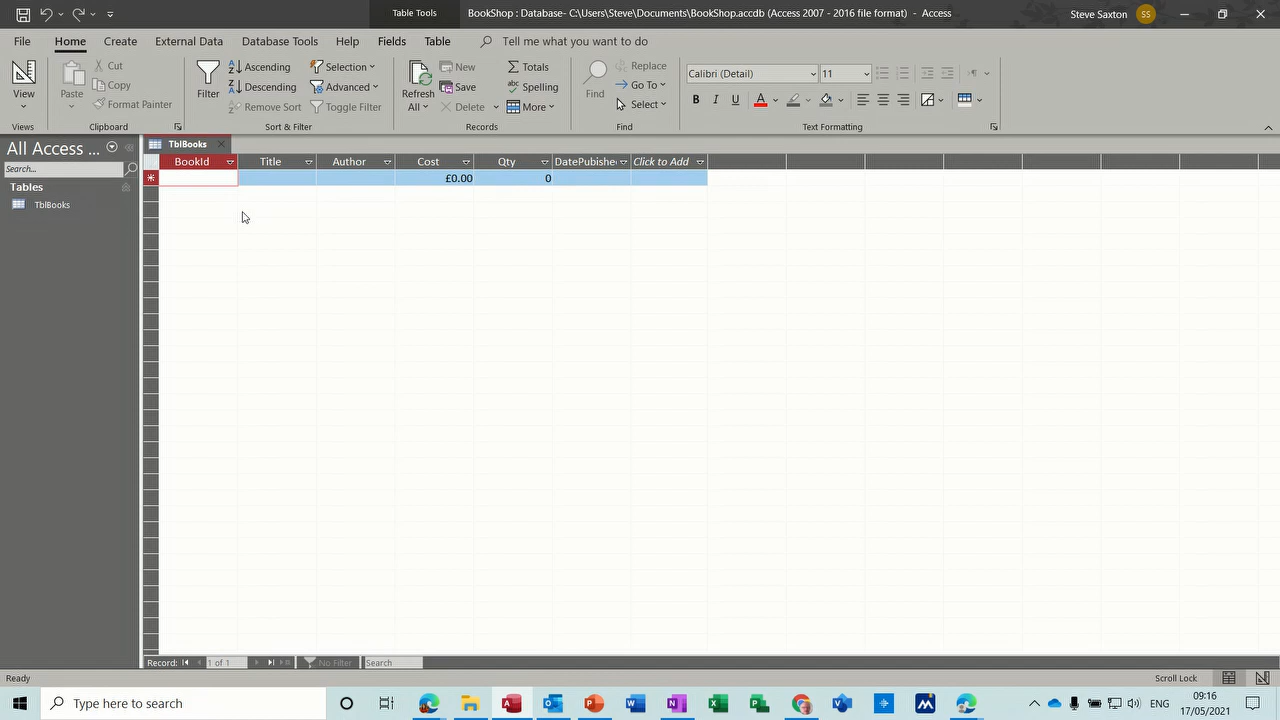 BookShop : Database- C:\Users\Steve\Documents\BookShop.accdb (Access 2007 - 2016 file format) - Access
Table Tools
Steve Saxton
SS
File Home Create External Data Database Tools Help Fields Table Tell me what you want to do
View
Views
Paste
Cut
Copy
Format Painter
Clipboard
Filter
Ascending
Descending
Remove Sort
Selection
Advanced
Toggle Filter
Sort & Filter
Refresh
All
New
Save
Delete
Totals
Spelling
More
Records
Find
Replace
Go To
Select
Find
Calibri (Detail) 11
B I U A
Text Formatting
All Access ...
Search...
Tables
TblBooks
TblBooks
BookId Title Author Cost Qty DatePubishe Click to Add
£0.00 0
Record: 1 of 1 No Filter Search
Ready
Scroll Lock
Type here to search
ENG
09:16
17/05/2021